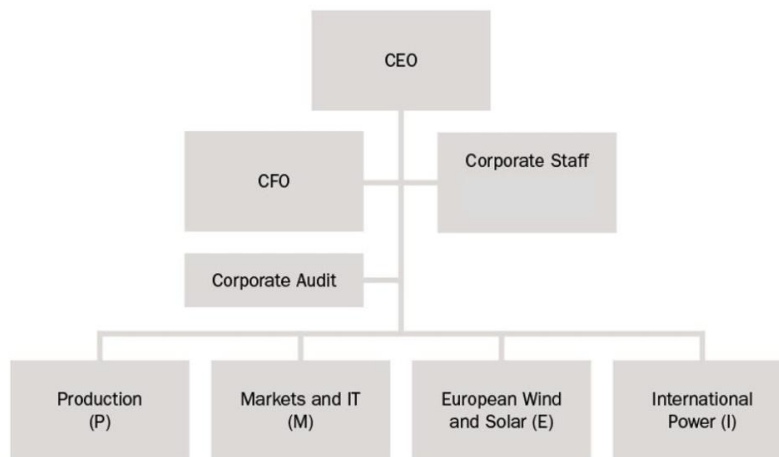 CEO
CFO
Corporate Staff
Corporate Audit
Production
(P)
Markets and IT
(M)
European Wind
and Solar (E)
International
Power (I)